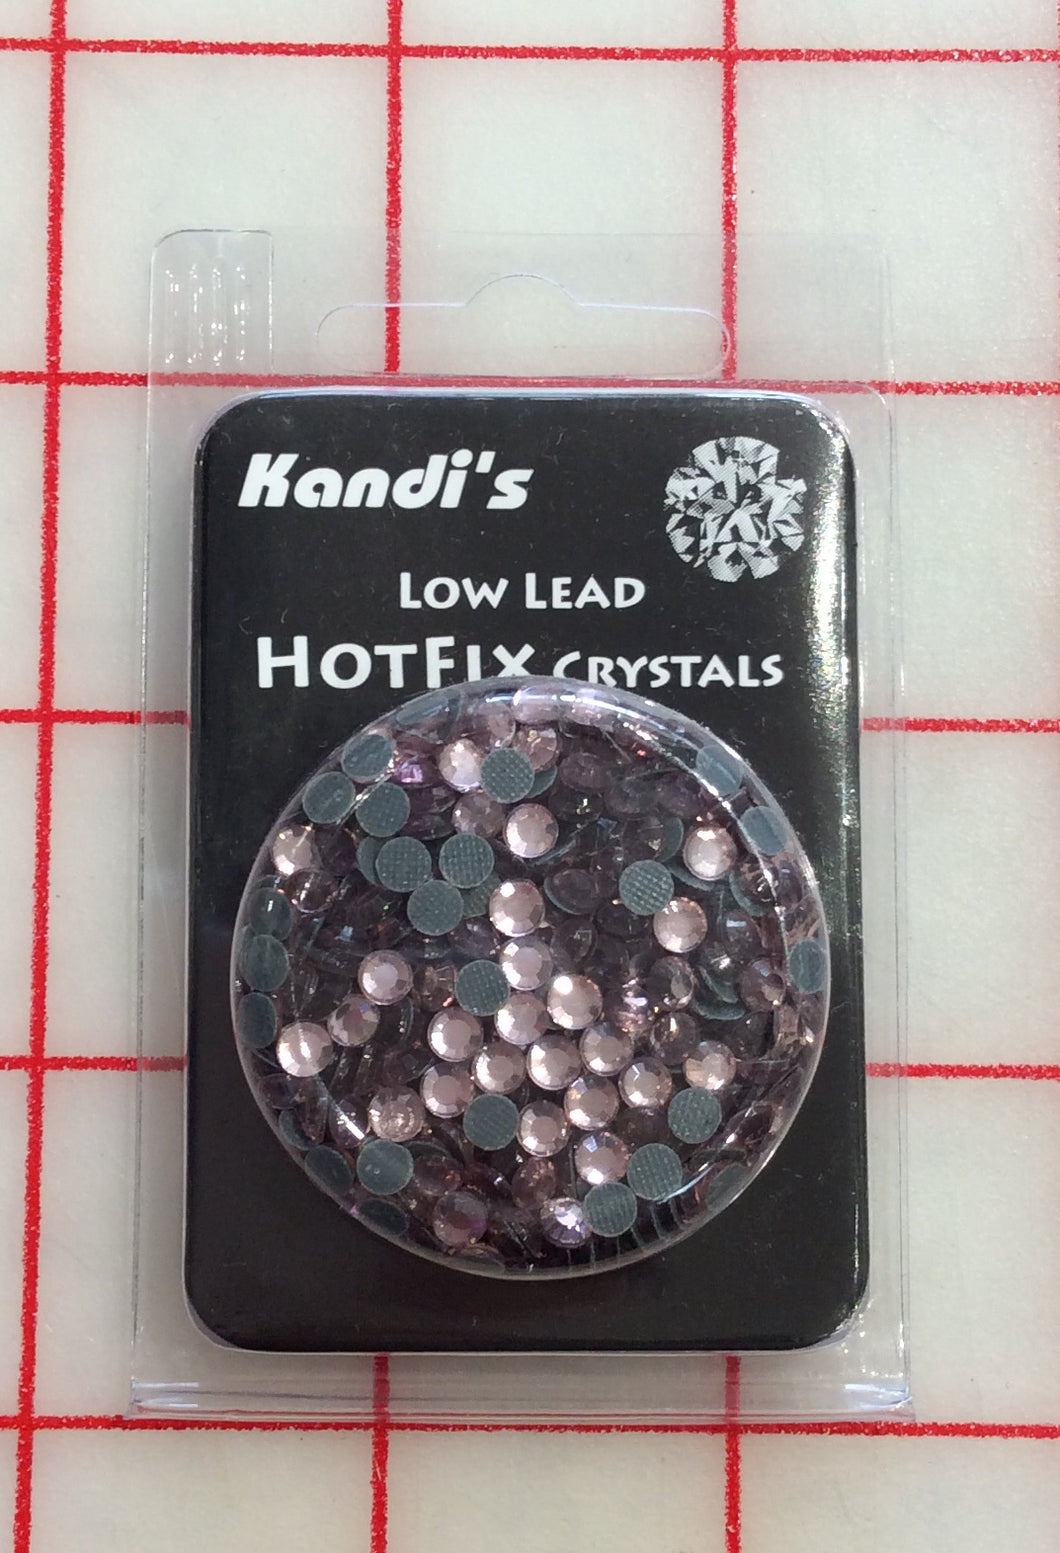 Kandi's
LOW LEAD
HOTFIX CRYSTALS